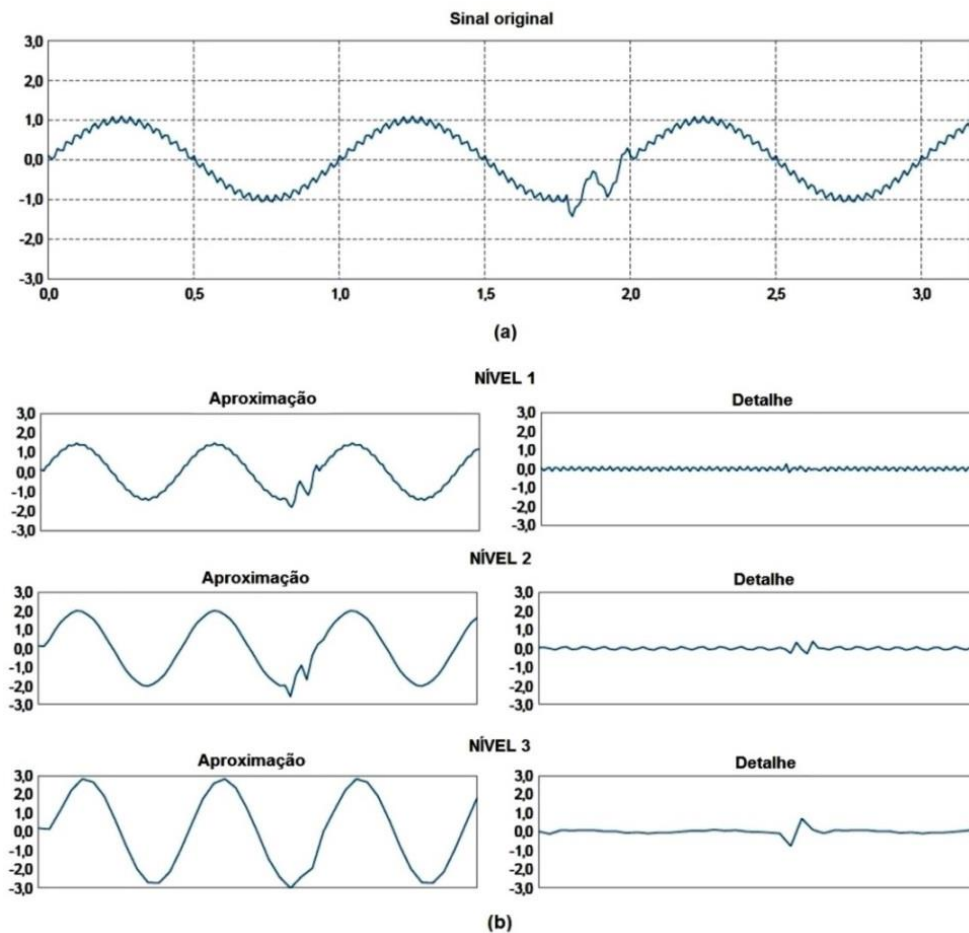 Sinal original
3,0
2,0
1,0
0,0
-1,0
-2,0
-3,0
0,0 0,5 1,0 1,5 2,0 2,5 3,0
(a)
NÍVEL 1
Aproximação Detalhe
3,0 3,0
2,0 2,0
1,0 1,0
0,0 0,0
-1,0 -1,0
-2,0 -2,0
-3,0 -3,0
NÍVEL 2
Aproximação Detalhe
3,0 3,0
2,0 2,0
1,0 1,0
0,0 0,0
-1,0 -1,0
-2,0 -2,0
-3,0 -3,0
NÍVEL 3
Aproximação Detalhe
3,0 3,0
2,0 2,0
1,0 1,0
0,0 0,0
-1,0 -1,0
-2,0 -2,0
-3,0 -3,0
(b)